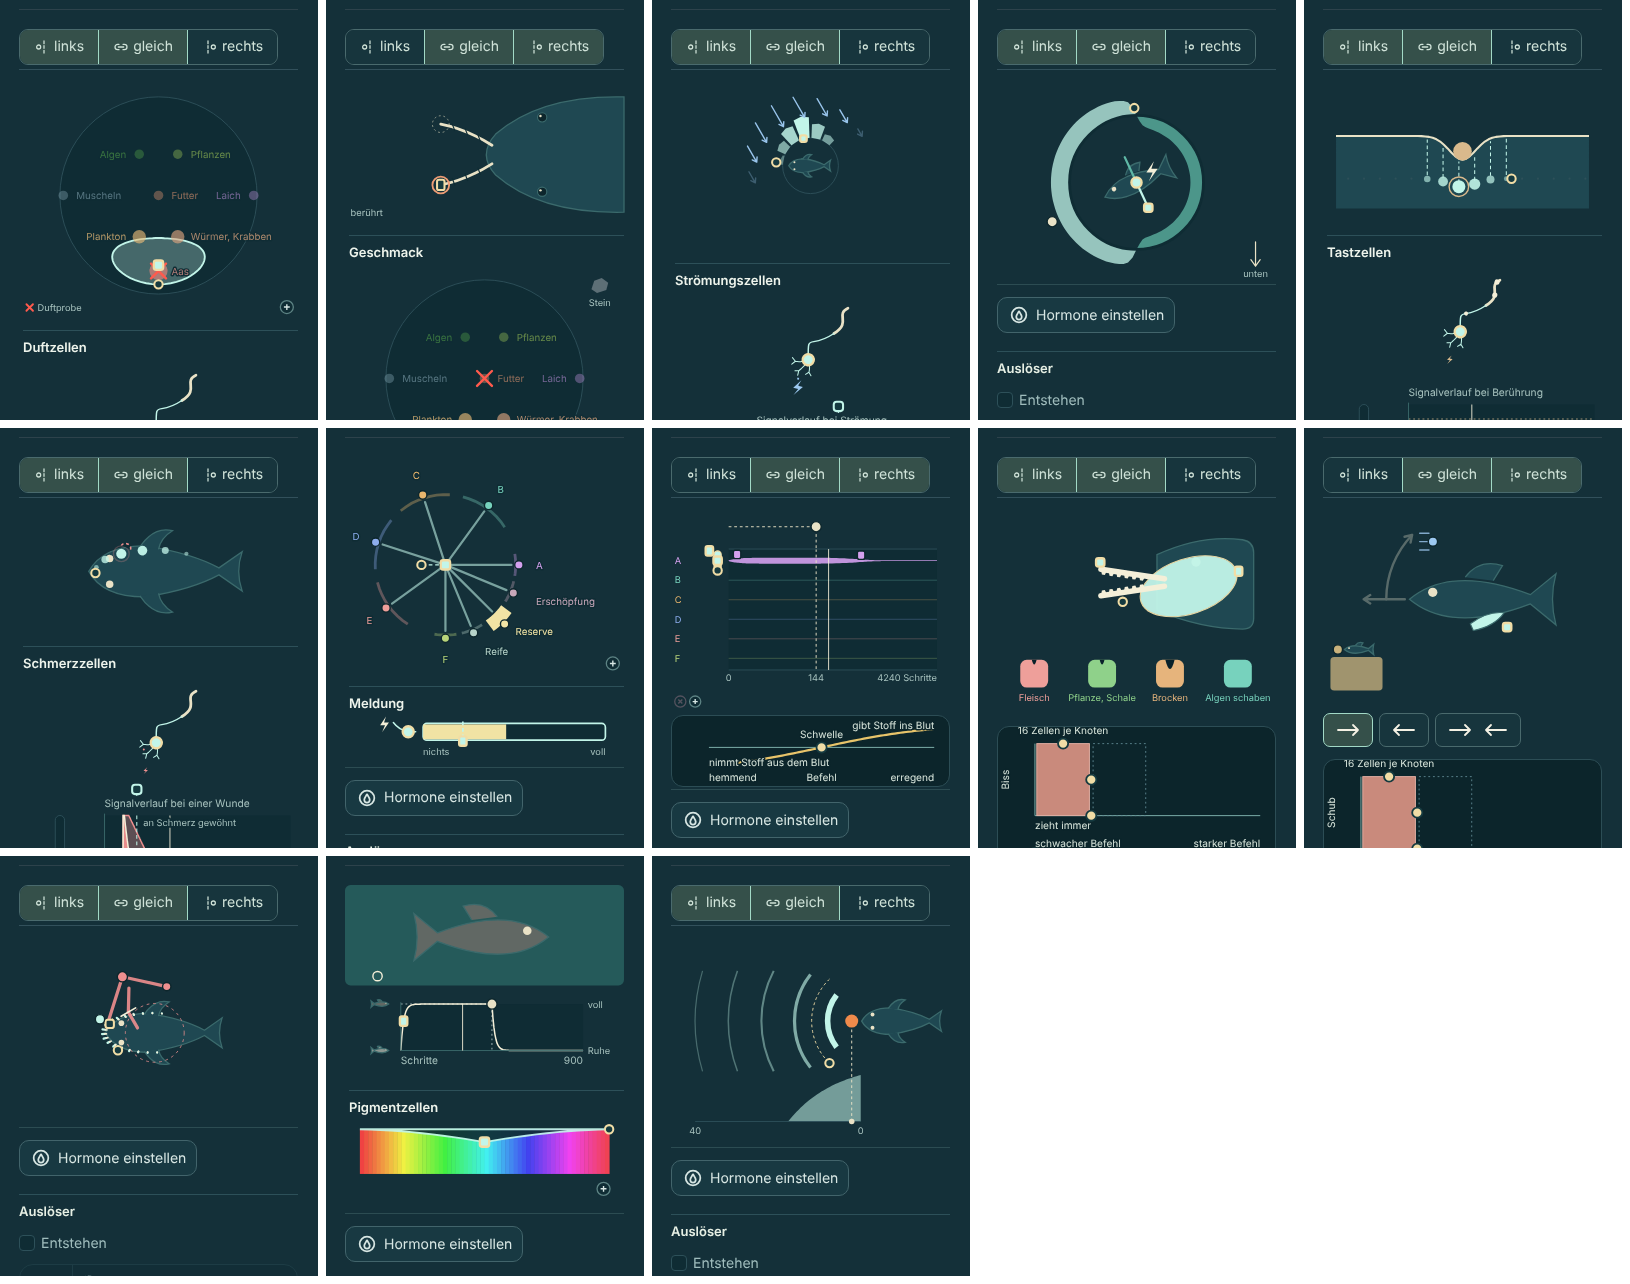 links gleich rechts
Algen Pflanzen
Muscheln Futter Laich
Plankton Würmer, Krabben
Aas
Duftprobe
Duftzellen
links gleich rechts
berührt
Geschmack
Stein
Algen Pflanzen
Muscheln Futter Laich
Plankton Würmer, Krabben
links gleich rechts
Strömungszellen
Signalverlauf bei Strömung
links gleich rechts
unten
Hormone einstellen
Auslöser
Entstehen
links gleich rechts
Tastzellen
Signalverlauf bei Berührung
links gleich rechts
Schmerzzellen
Signalverlauf bei einer Wunde
an Schmerz gewöhnt
C
B
D
A
Erschöpfung
E
Reserve
Reife
F
Meldung
nichts voll
Hormone einstellen
links gleich rechts
A
B
C
D
E
F
0 144 4240 Schritte
gibt Stoff ins Blut
Schwelle
nimmt Stoff aus dem Blut
hemmend Befehl erregend
Hormone einstellen
links gleich rechts
Fleisch Pflanze, Schale Brocken Algen schaben
16 Zellen je Knoten
Biss
zieht immer
schwacher Befehl starker Befehl
links gleich rechts
16 Zellen je Knoten
Schub
links gleich rechts
Hormone einstellen
Auslöser
Entstehen
voll
Ruhe
Schritte 900
Pigmentzellen
Hormone einstellen
links gleich rechts
40 0
Hormone einstellen
Auslöser
Entstehen